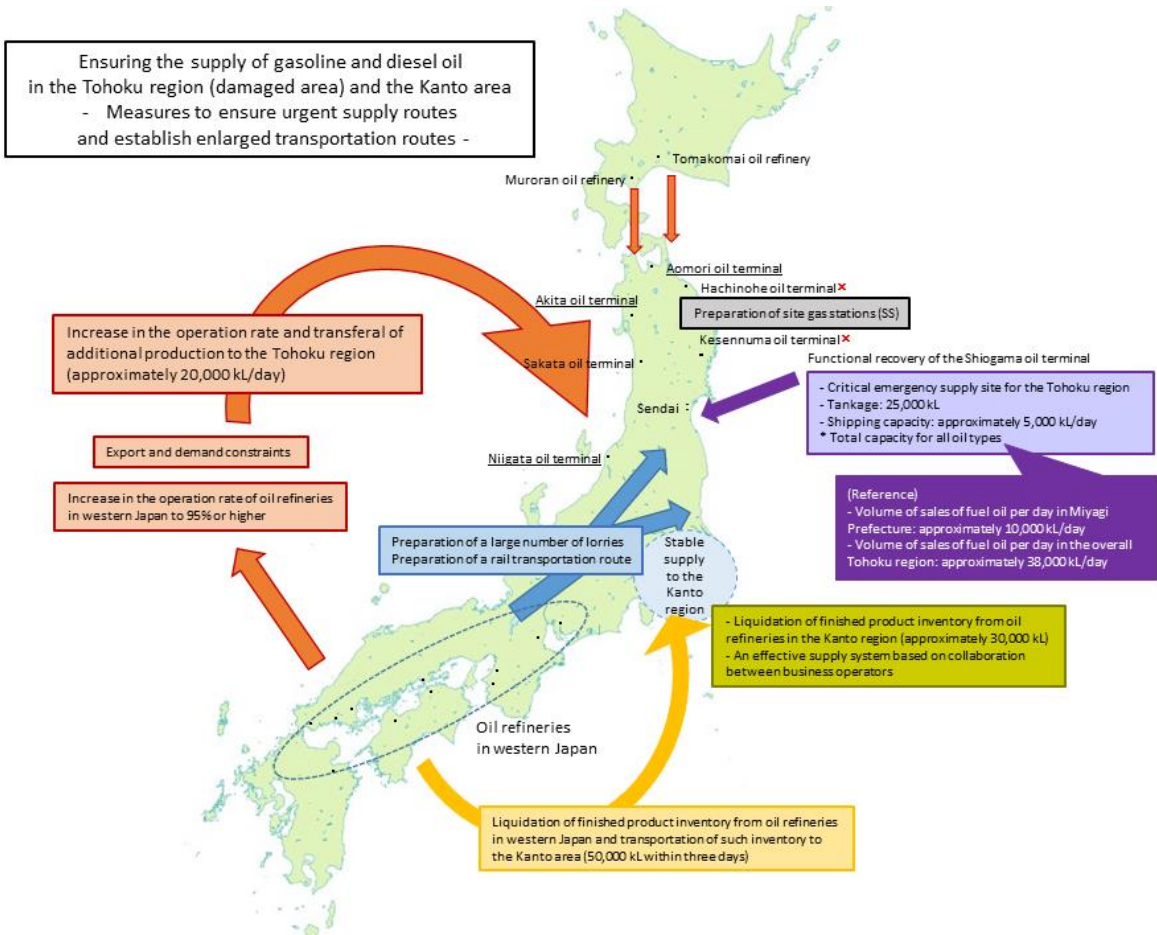 Ensuring the supply of gasoline and diesel oil
in the Tohoku region (damaged area) and the Kanto area
- Measures to ensure urgent supply routes
and establish enlarged transportation routes -
Tomakomai oil refinery
Muroran oil refinery
Aomori oil terminal
Hachinohe oil terminal×
Akita oil terminal
Preparation of site gas stations (SS)
Increase in the operation rate and transferal of
additional production to the Tohoku region
(approximately 20,000 kL/day)
Kesennuma oil terminal×
Sakata oil terminal
Functional recovery of the Shiogama oil terminal
- Critical emergency supply site for the Tohoku region
- Tankage: 25,000 kL
- Shipping capacity: approximately 5,000 kL/day
* Total capacity for all oil types
Sendai
Export and demand constraints
Niigata oil terminal
Increase in the operation rate of oil refineries
in western Japan to 95% or higher
(Reference)
- Volume of sales of fuel oil per day in Miyagi
Prefecture: approximately 10,000 kL/day
- Volume of sales of fuel oil per day in the overall
Tohoku region: approximately 38,000 kL/day
Preparation of a large number of lorries
Preparation of a rail transportation route
Stable
supply
to the
Kanto
region
- Liquidation of finished product inventory from oil
refineries in the Kanto region (approximately 30,000 kL)
- An effective supply system based on collaboration
between business operators
Oil refineries
in western Japan
Liquidation of finished product inventory from oil refineries
in western Japan and transportation of such inventory to
the Kanto area (50,000 kL within three days)